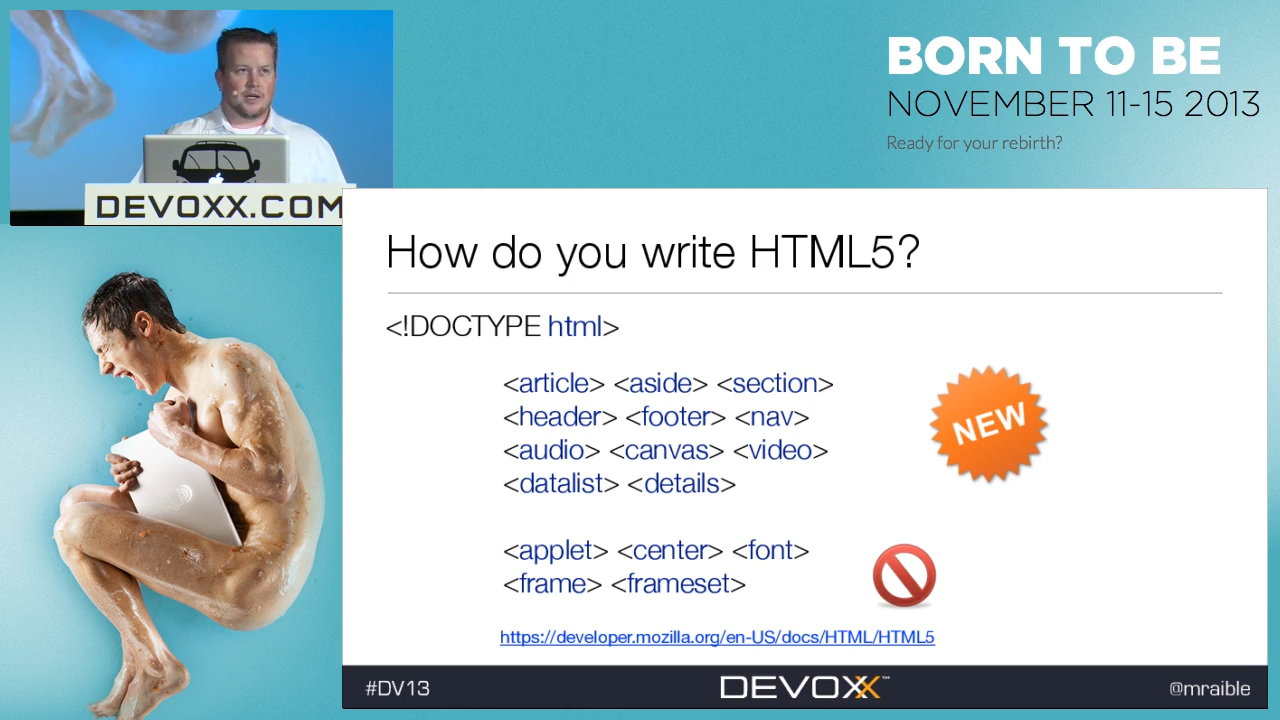 BORN TO BE
NOVEMBER 11-15 2013
Ready for your rebirth?
DEVOXX.COM
How do you write HTML5?
<!DOCTYPE html>
<article> <aside> <section>
<header> <footer> <nav>
<audio> <canvas> <video>
<datalist> <details>
NEW
<applet> <center> <font>
<frame> <frameset>
https://developer.mozilla.org/en-US/docs/HTML/HTML5
#DV13
DEVOXX™
@mraible